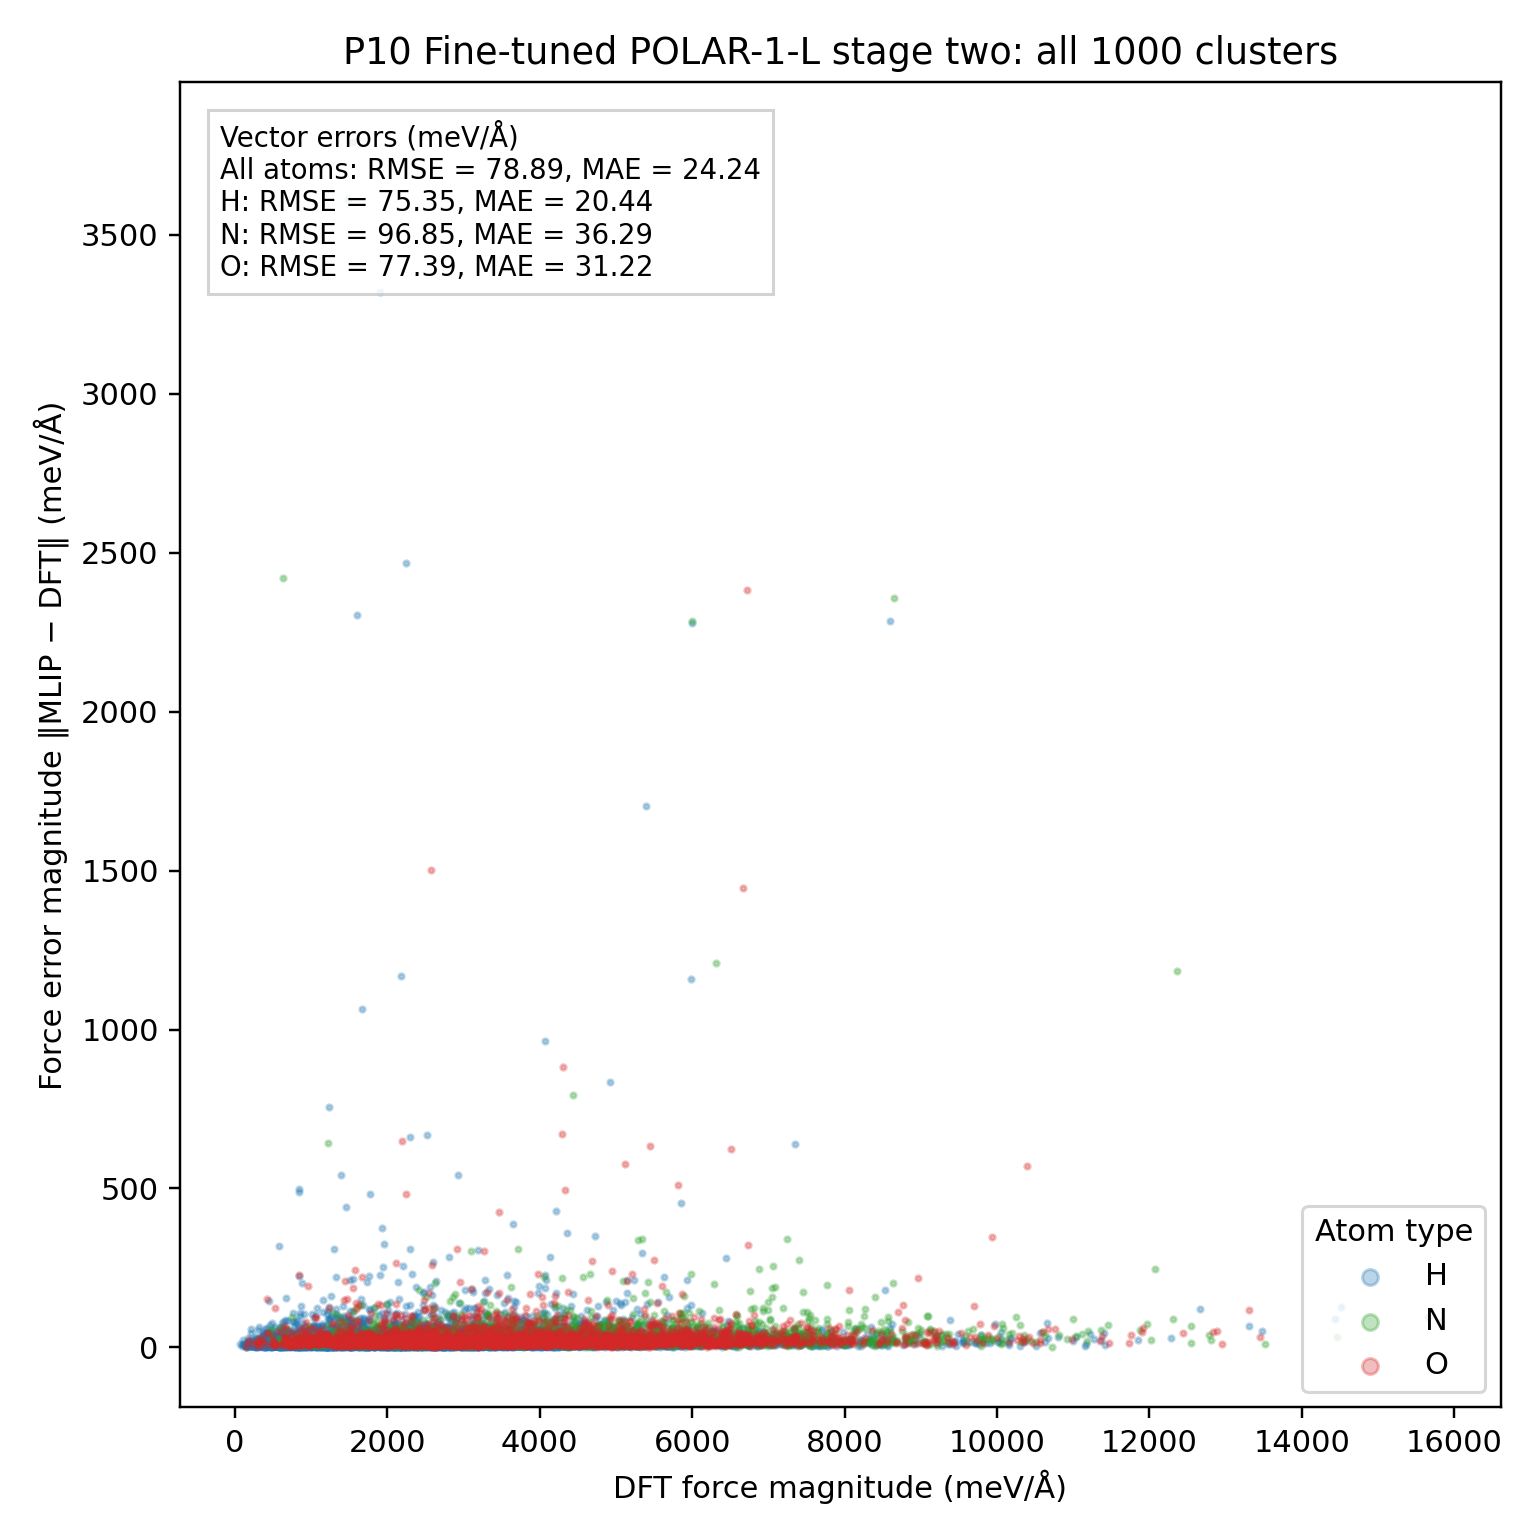 P10 Fine-tuned POLAR-1-L stage two: all 1000 clusters
Vector errors (meV/Å)
All atoms: RMSE = 78.89, MAE = 24.24
H: RMSE = 75.35, MAE = 20.44
N: RMSE = 96.85, MAE = 36.29
O: RMSE = 77.39, MAE = 31.22
Force error magnitude ‖MLIP − DFT‖ (meV/Å)
3500
3000
2500
2000
1500
1000
500
0
Atom type
H
N
O
0 2000 4000 6000 8000 10000 12000 14000 16000
DFT force magnitude (meV/Å)